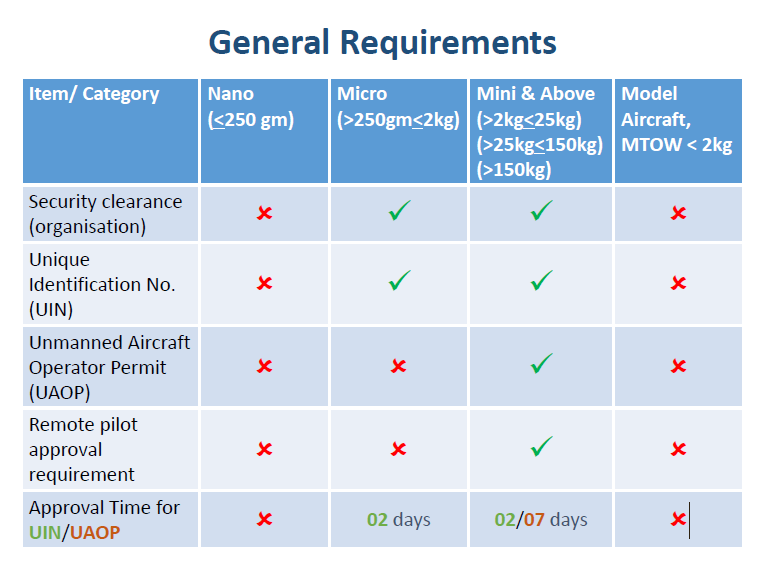 General Requirements
Item/ Category
Nano
(≤250 gm)
Micro
(>250gm≤2kg)
Mini & Above
(>2kg≤25kg)
(>25kg≤150kg)
(>150kg)
Model
Aircraft,
MTOW < 2kg
Security clearance
(organisation)
✘
✓
✓
✘
Unique
Identification No.
(UIN)
✘
✓
✓
✘
Unmanned Aircraft
Operator Permit
(UAOP)
✘
✘
✓
✘
Remote pilot
approval
requirement
✘
✘
✓
✘
Approval Time for
UIN/UAOP
✘
02 days
02/07 days
✘